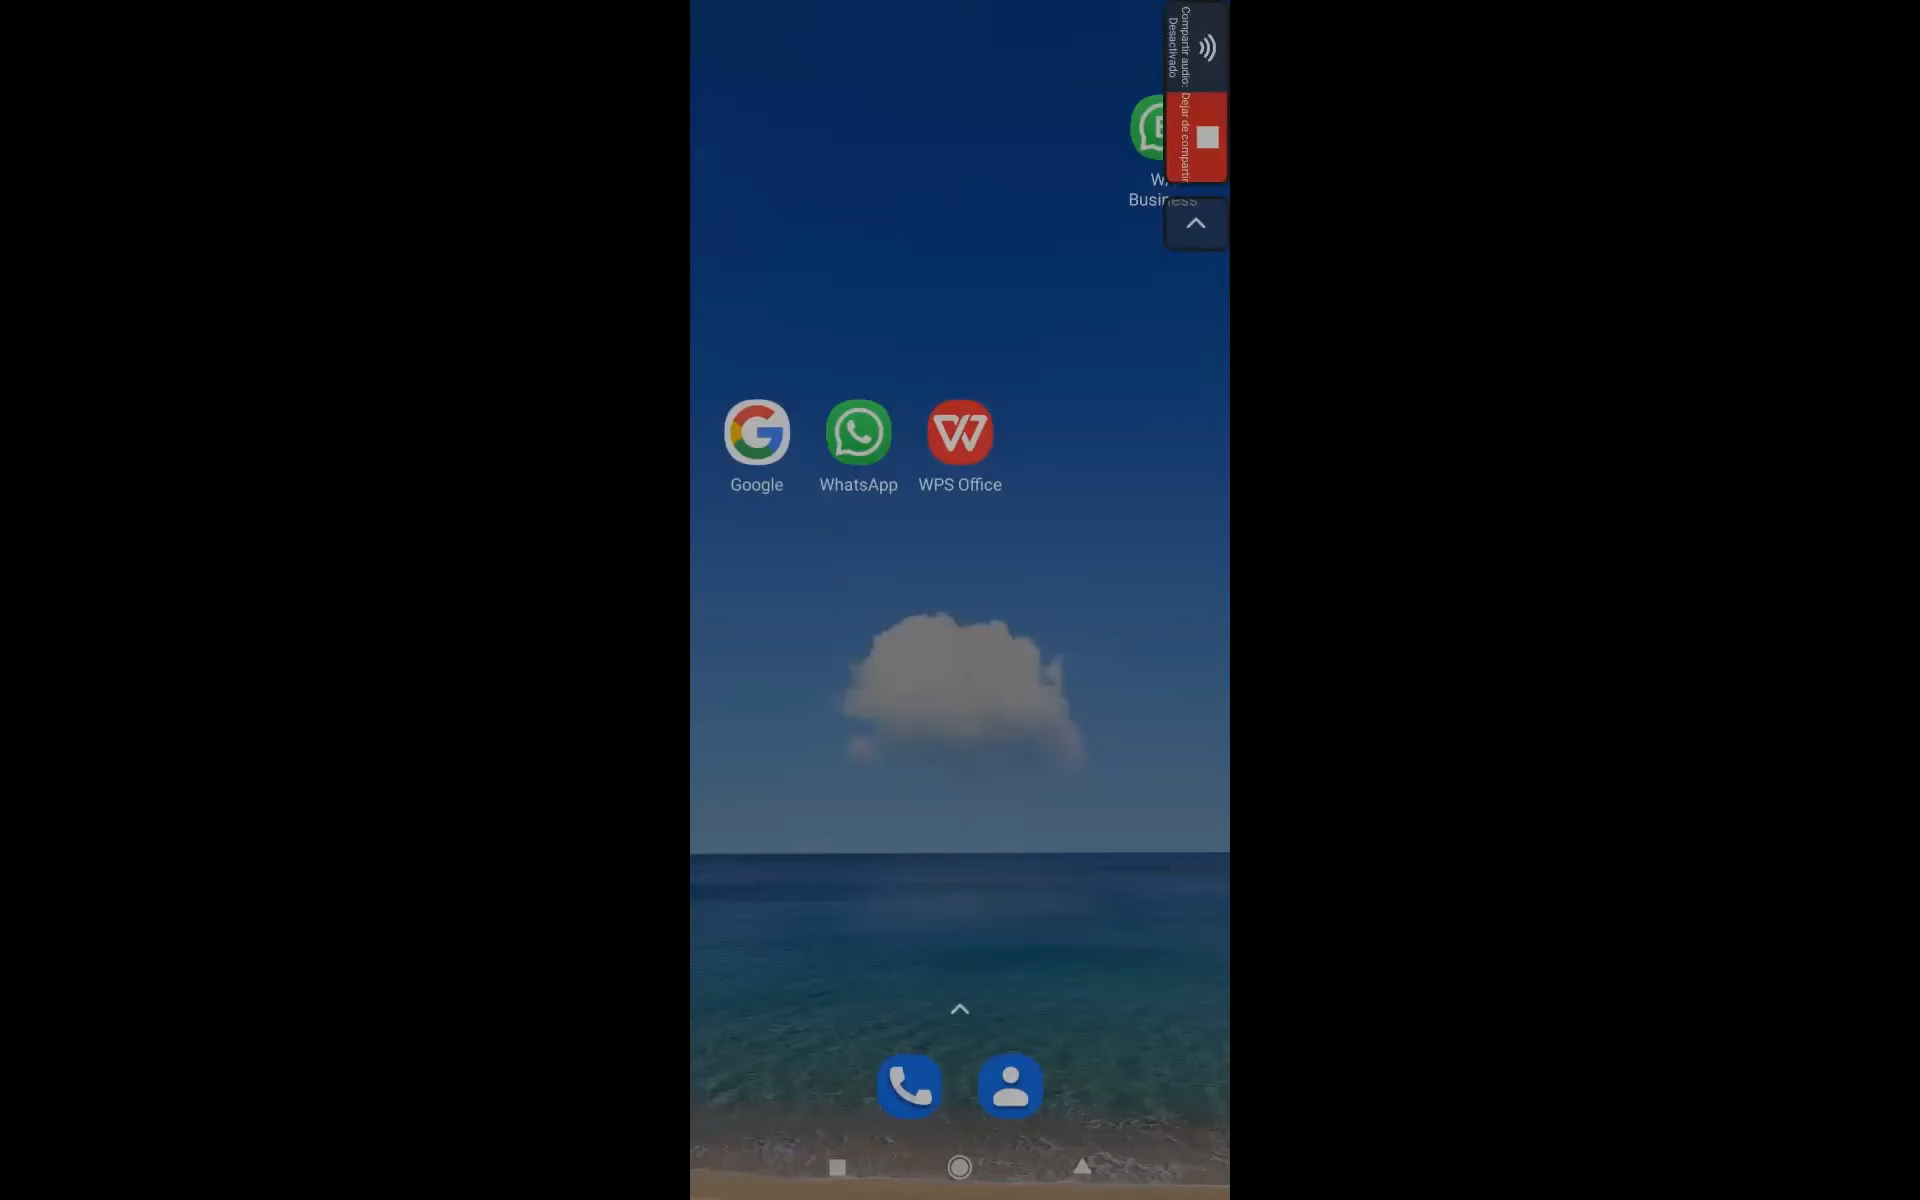 Compartir audio:
Desactivado
Dejar de compartir
Business
Google
WhatsApp
WPS Office